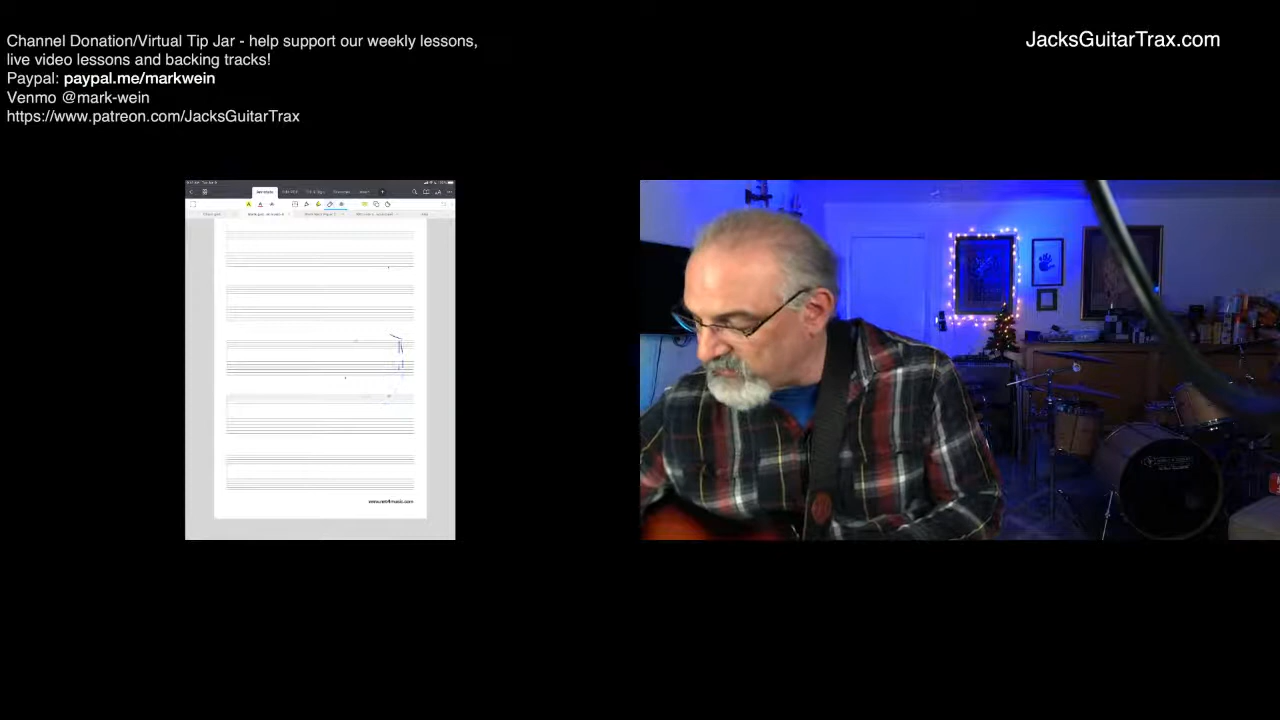 Channel Donation/Virtual Tip Jar - help support our weekly lessons,
live video lessons and backing tracks!
Paypal: paypal.me/markwein
Venmo @mark-wein
https://www.patreon.com/JacksGuitarTrax
JacksGuitarTrax.com